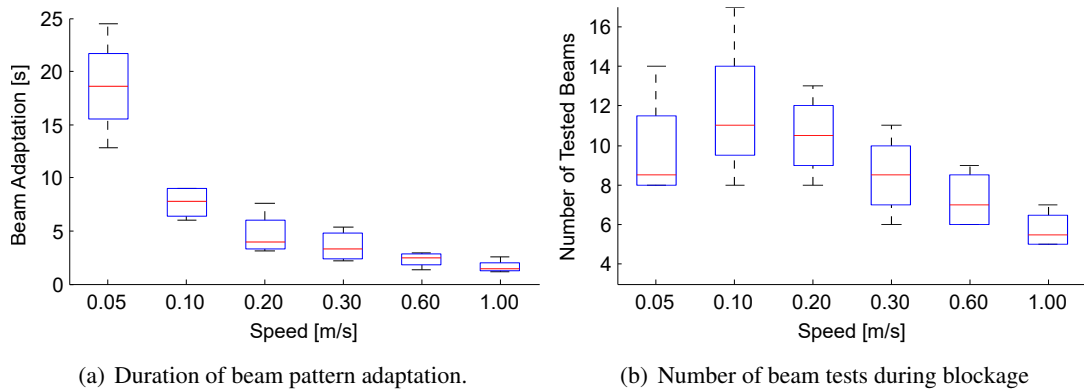 25
20
15
10
5
0
Beam Adaptation [s]
0.05 0.10 0.20 0.30 0.60 1.00
Speed [m/s]
(a) Duration of beam pattern adaptation.
16
14
12
10
8
6
4
Number of Tested Beams
0.05 0.10 0.20 0.30 0.60 1.00
Speed [m/s]
(b) Number of beam tests during blockage